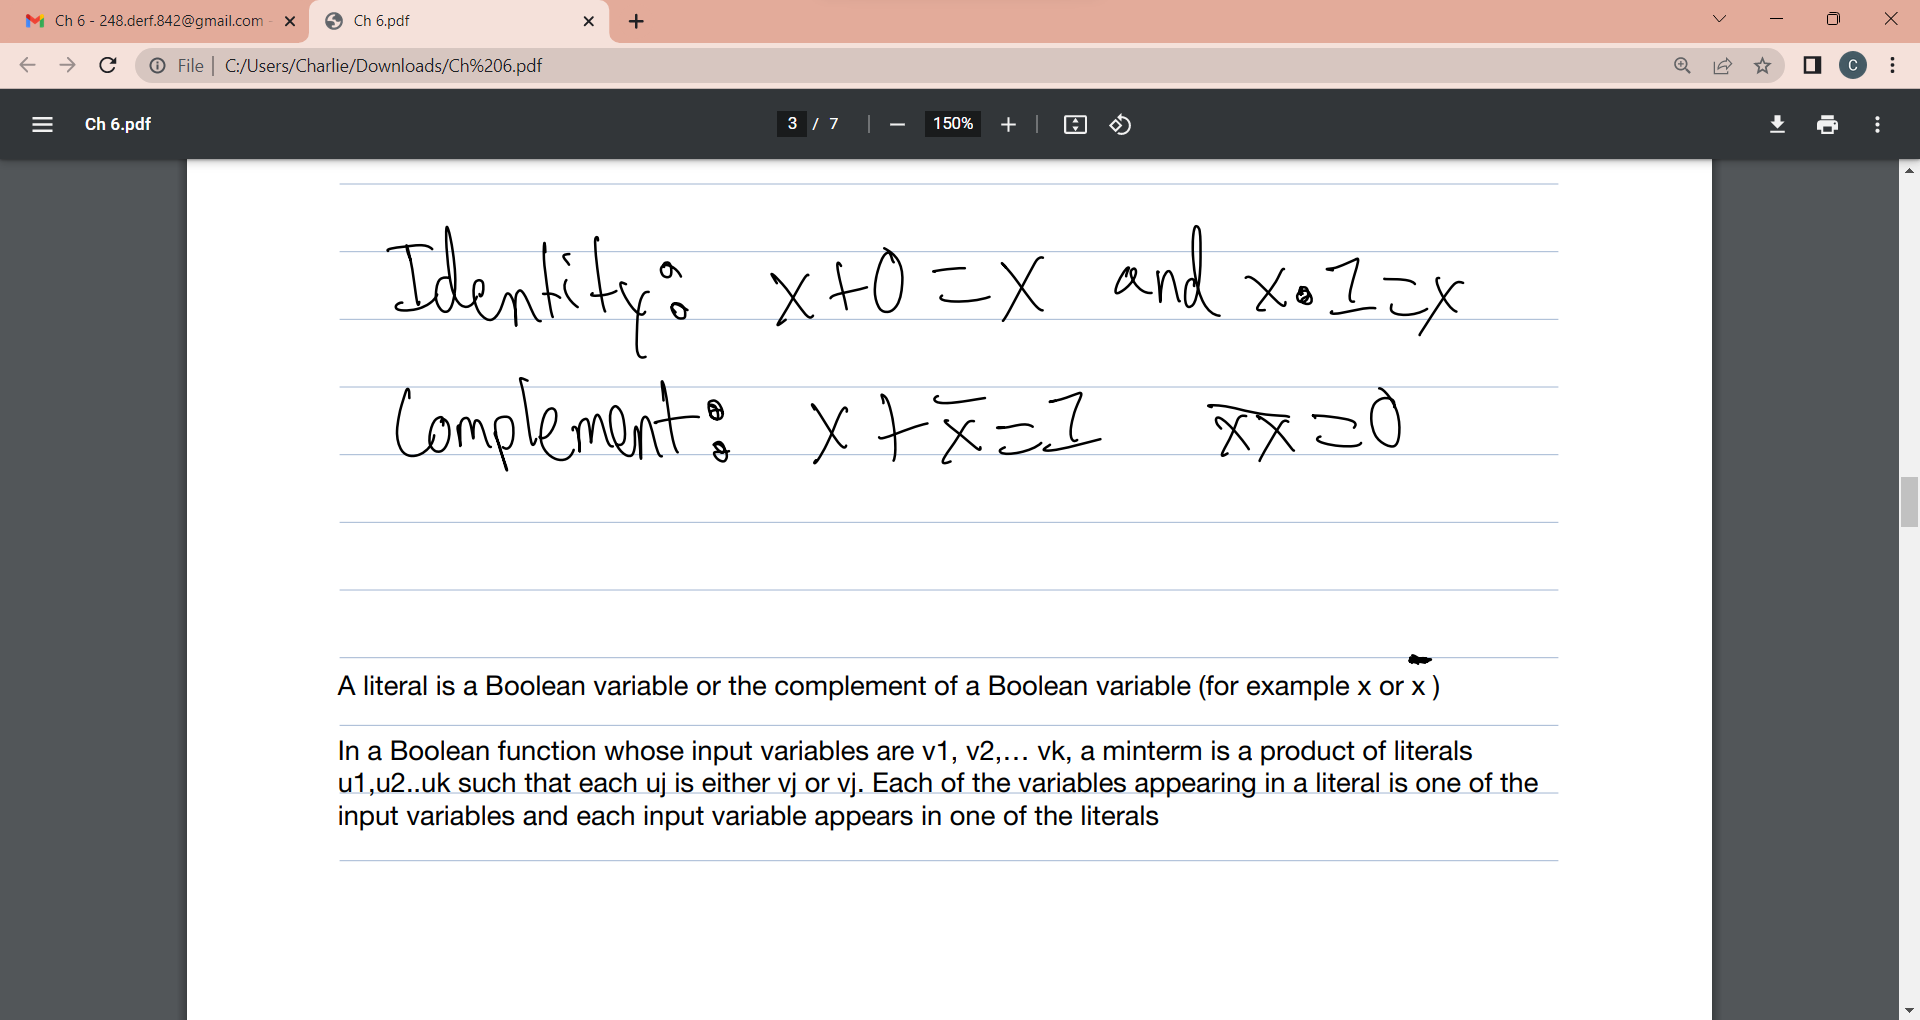 Ch 6 - 248.derf.842@gmail.com
Ch 6.pdf
File | C:/Users/Charlie/Downloads/Ch%206.pdf
C
Ch 6.pdf
3 / 7
150%
Identity: x+0=x and x•1=x
Complement: x+x̅=1 x̅x̅=0
A literal is a Boolean variable or the complement of a Boolean variable (for example x or x̅ )
In a Boolean function whose input variables are v1, v2,... vk, a minterm is a product of literals
u1,u2..uk such that each uj is either vj or vj. Each of the variables appearing in a literal is one of the
input variables and each input variable appears in one of the literals